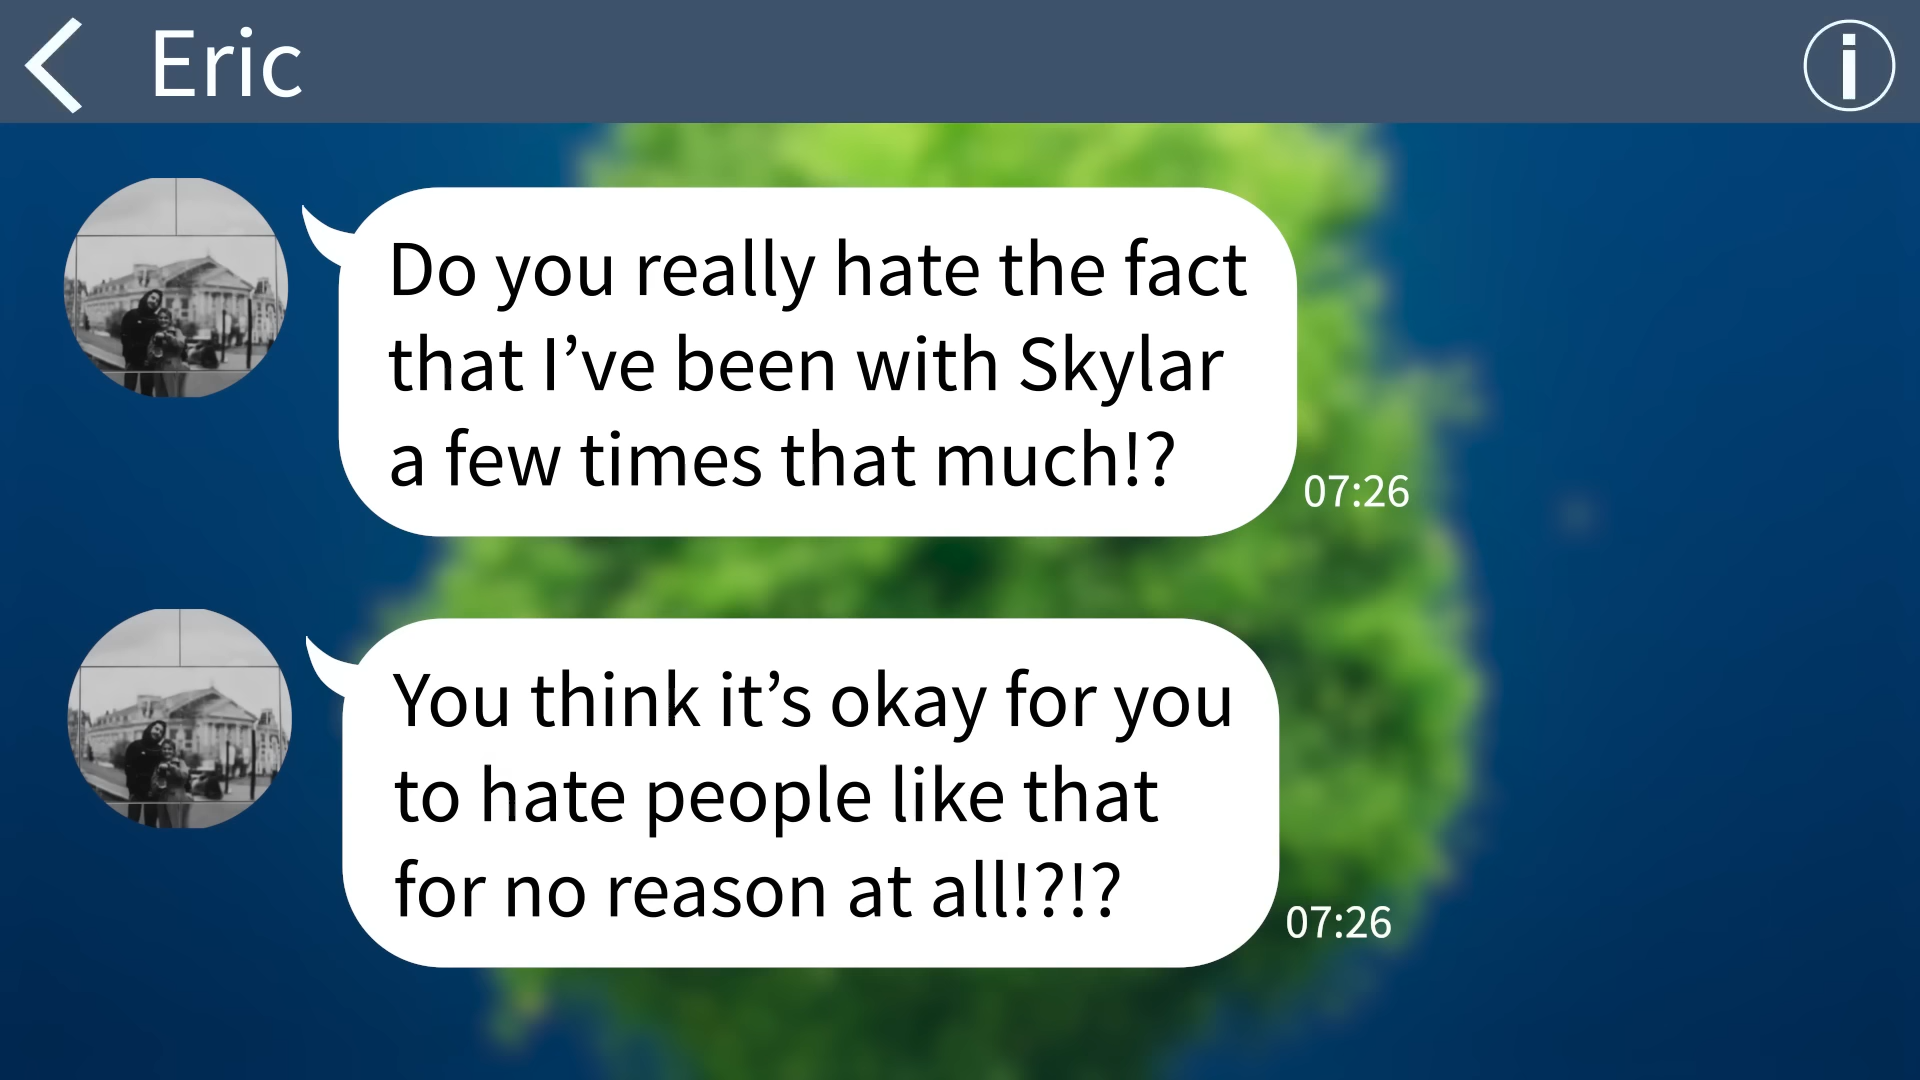 Eric
Do you really hate the fact
that I’ve been with Skylar
a few times that much!?
07:26
You think it’s okay for you
to hate people like that
for no reason at all!?!?
07:26